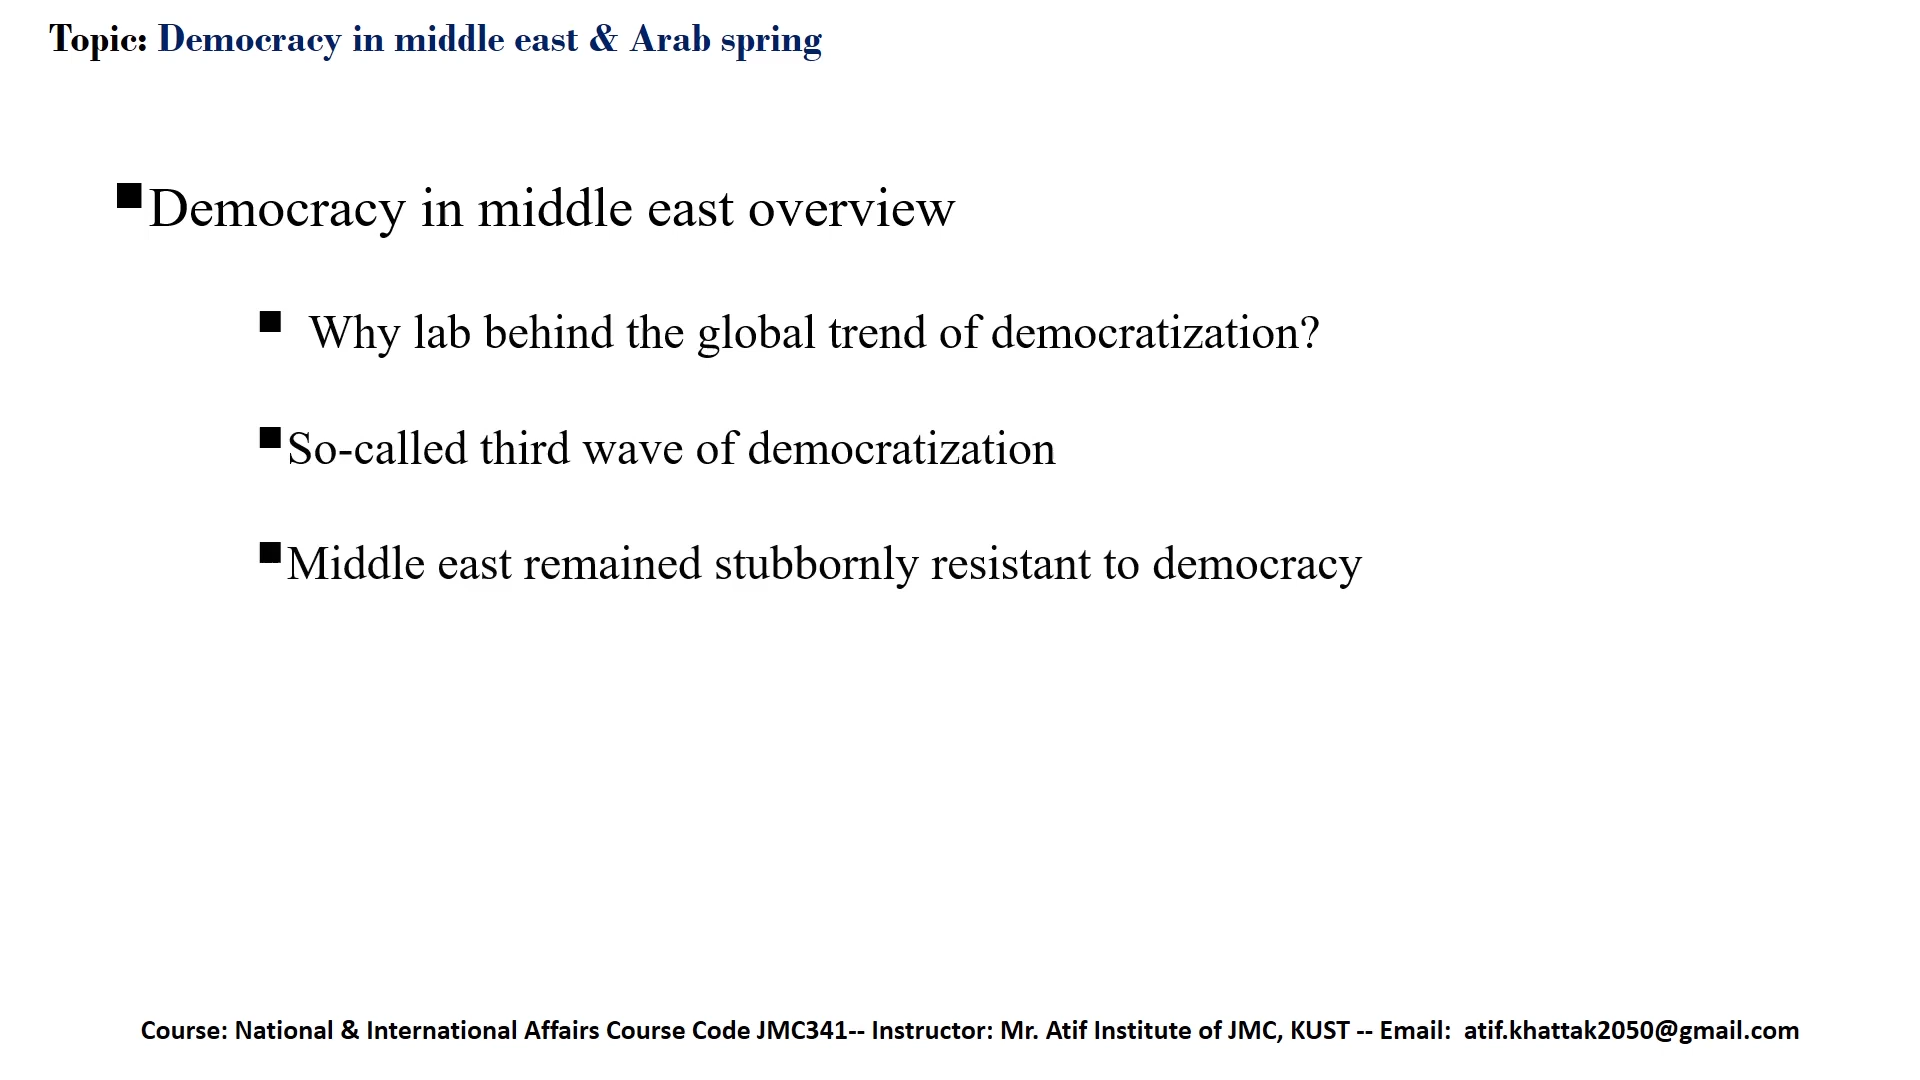 Topic: Democracy in middle east & Arab spring
▪Democracy in middle east overview
▪ Why lab behind the global trend of democratization?
▪So-called third wave of democratization
▪Middle east remained stubbornly resistant to democracy
Course: National & International Affairs Course Code JMC341-- Instructor: Mr. Atif Institute of JMC, KUST -- Email: atif.khattak2050@gmail.com